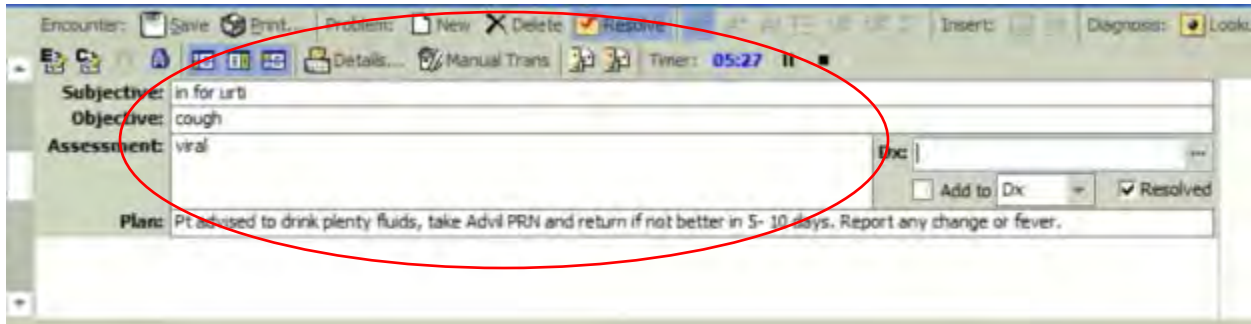 Encounter: Save Print... Problem: New Delete Resolve Insert: Diagnosis:
Details... Manual Trans Timer: 05:27
Subjective: in for urti
Objective: cough
Assessment: viral
Dx:
Add to Dx Resolved
Plan: Pt advised to drink plenty fluids, take Advil PRN and return if not better in 5- 10 days. Report any change or fever.